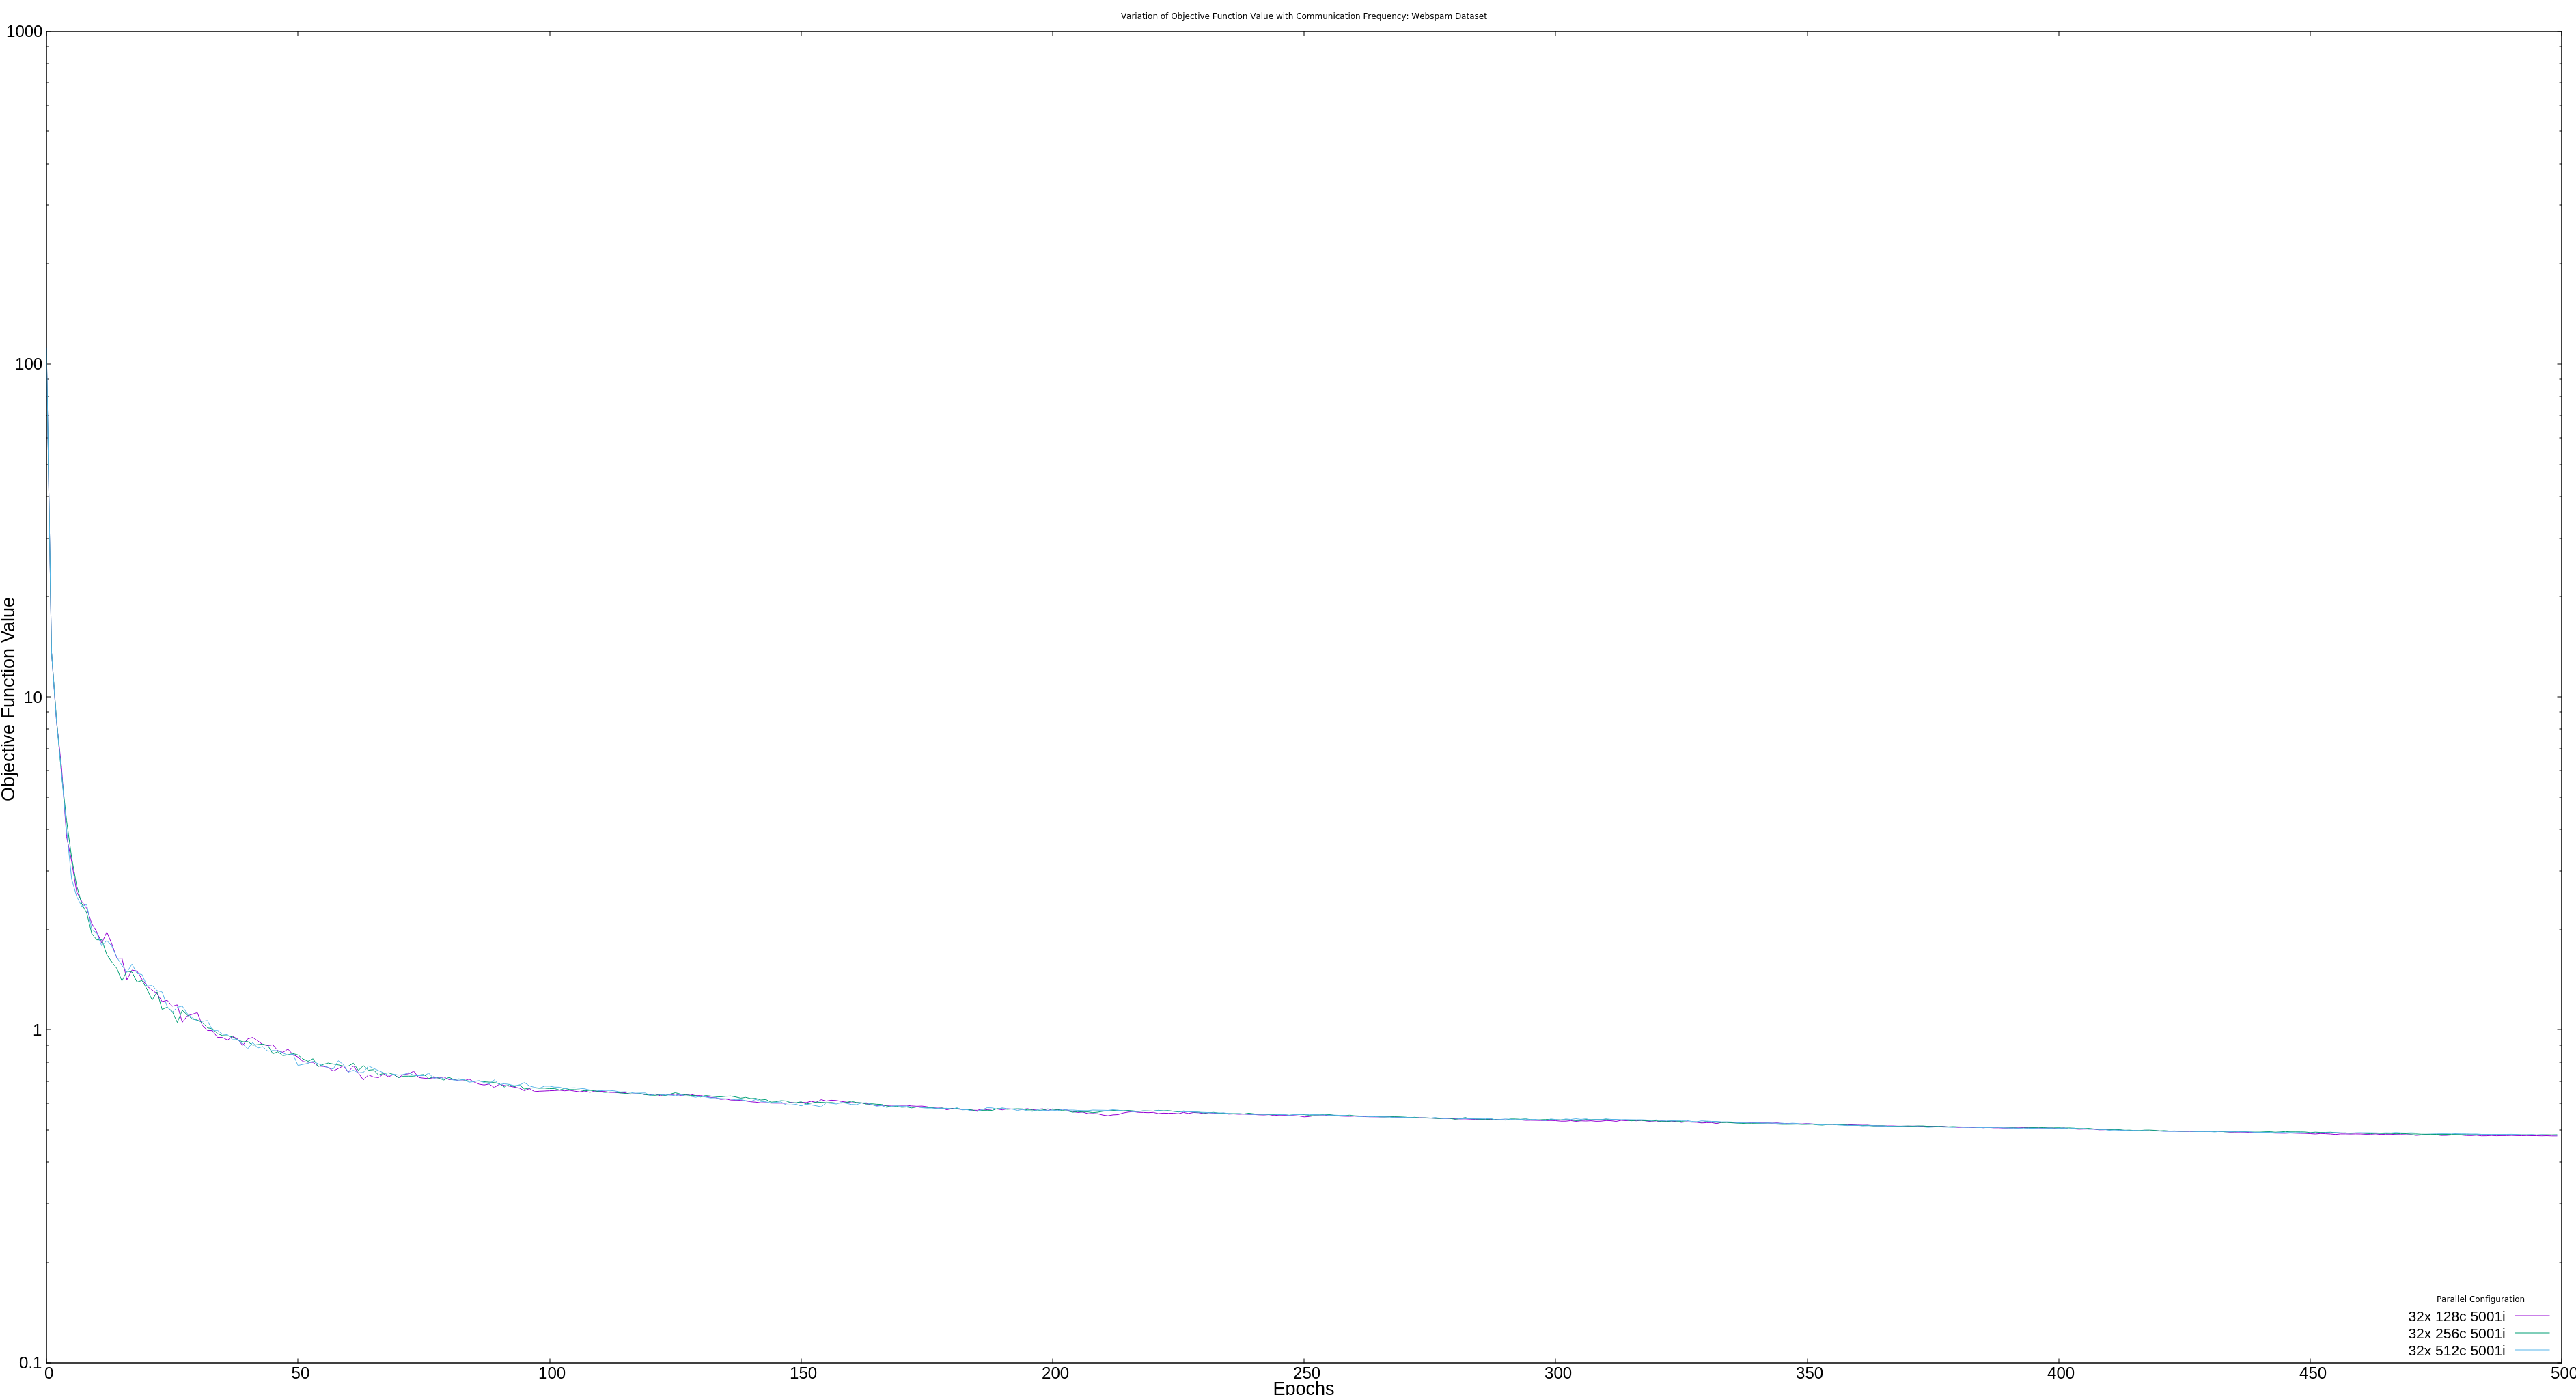 Variation of Objective Function Value with Communication Frequency: Webspam Dataset
1000
100
10
1
0.1
Objective Function Value
0 50 100 150 200 250 300 350 400 450 500
Epochs
Parallel Configuration
32x 128c 5001i
32x 256c 5001i
32x 512c 5001i